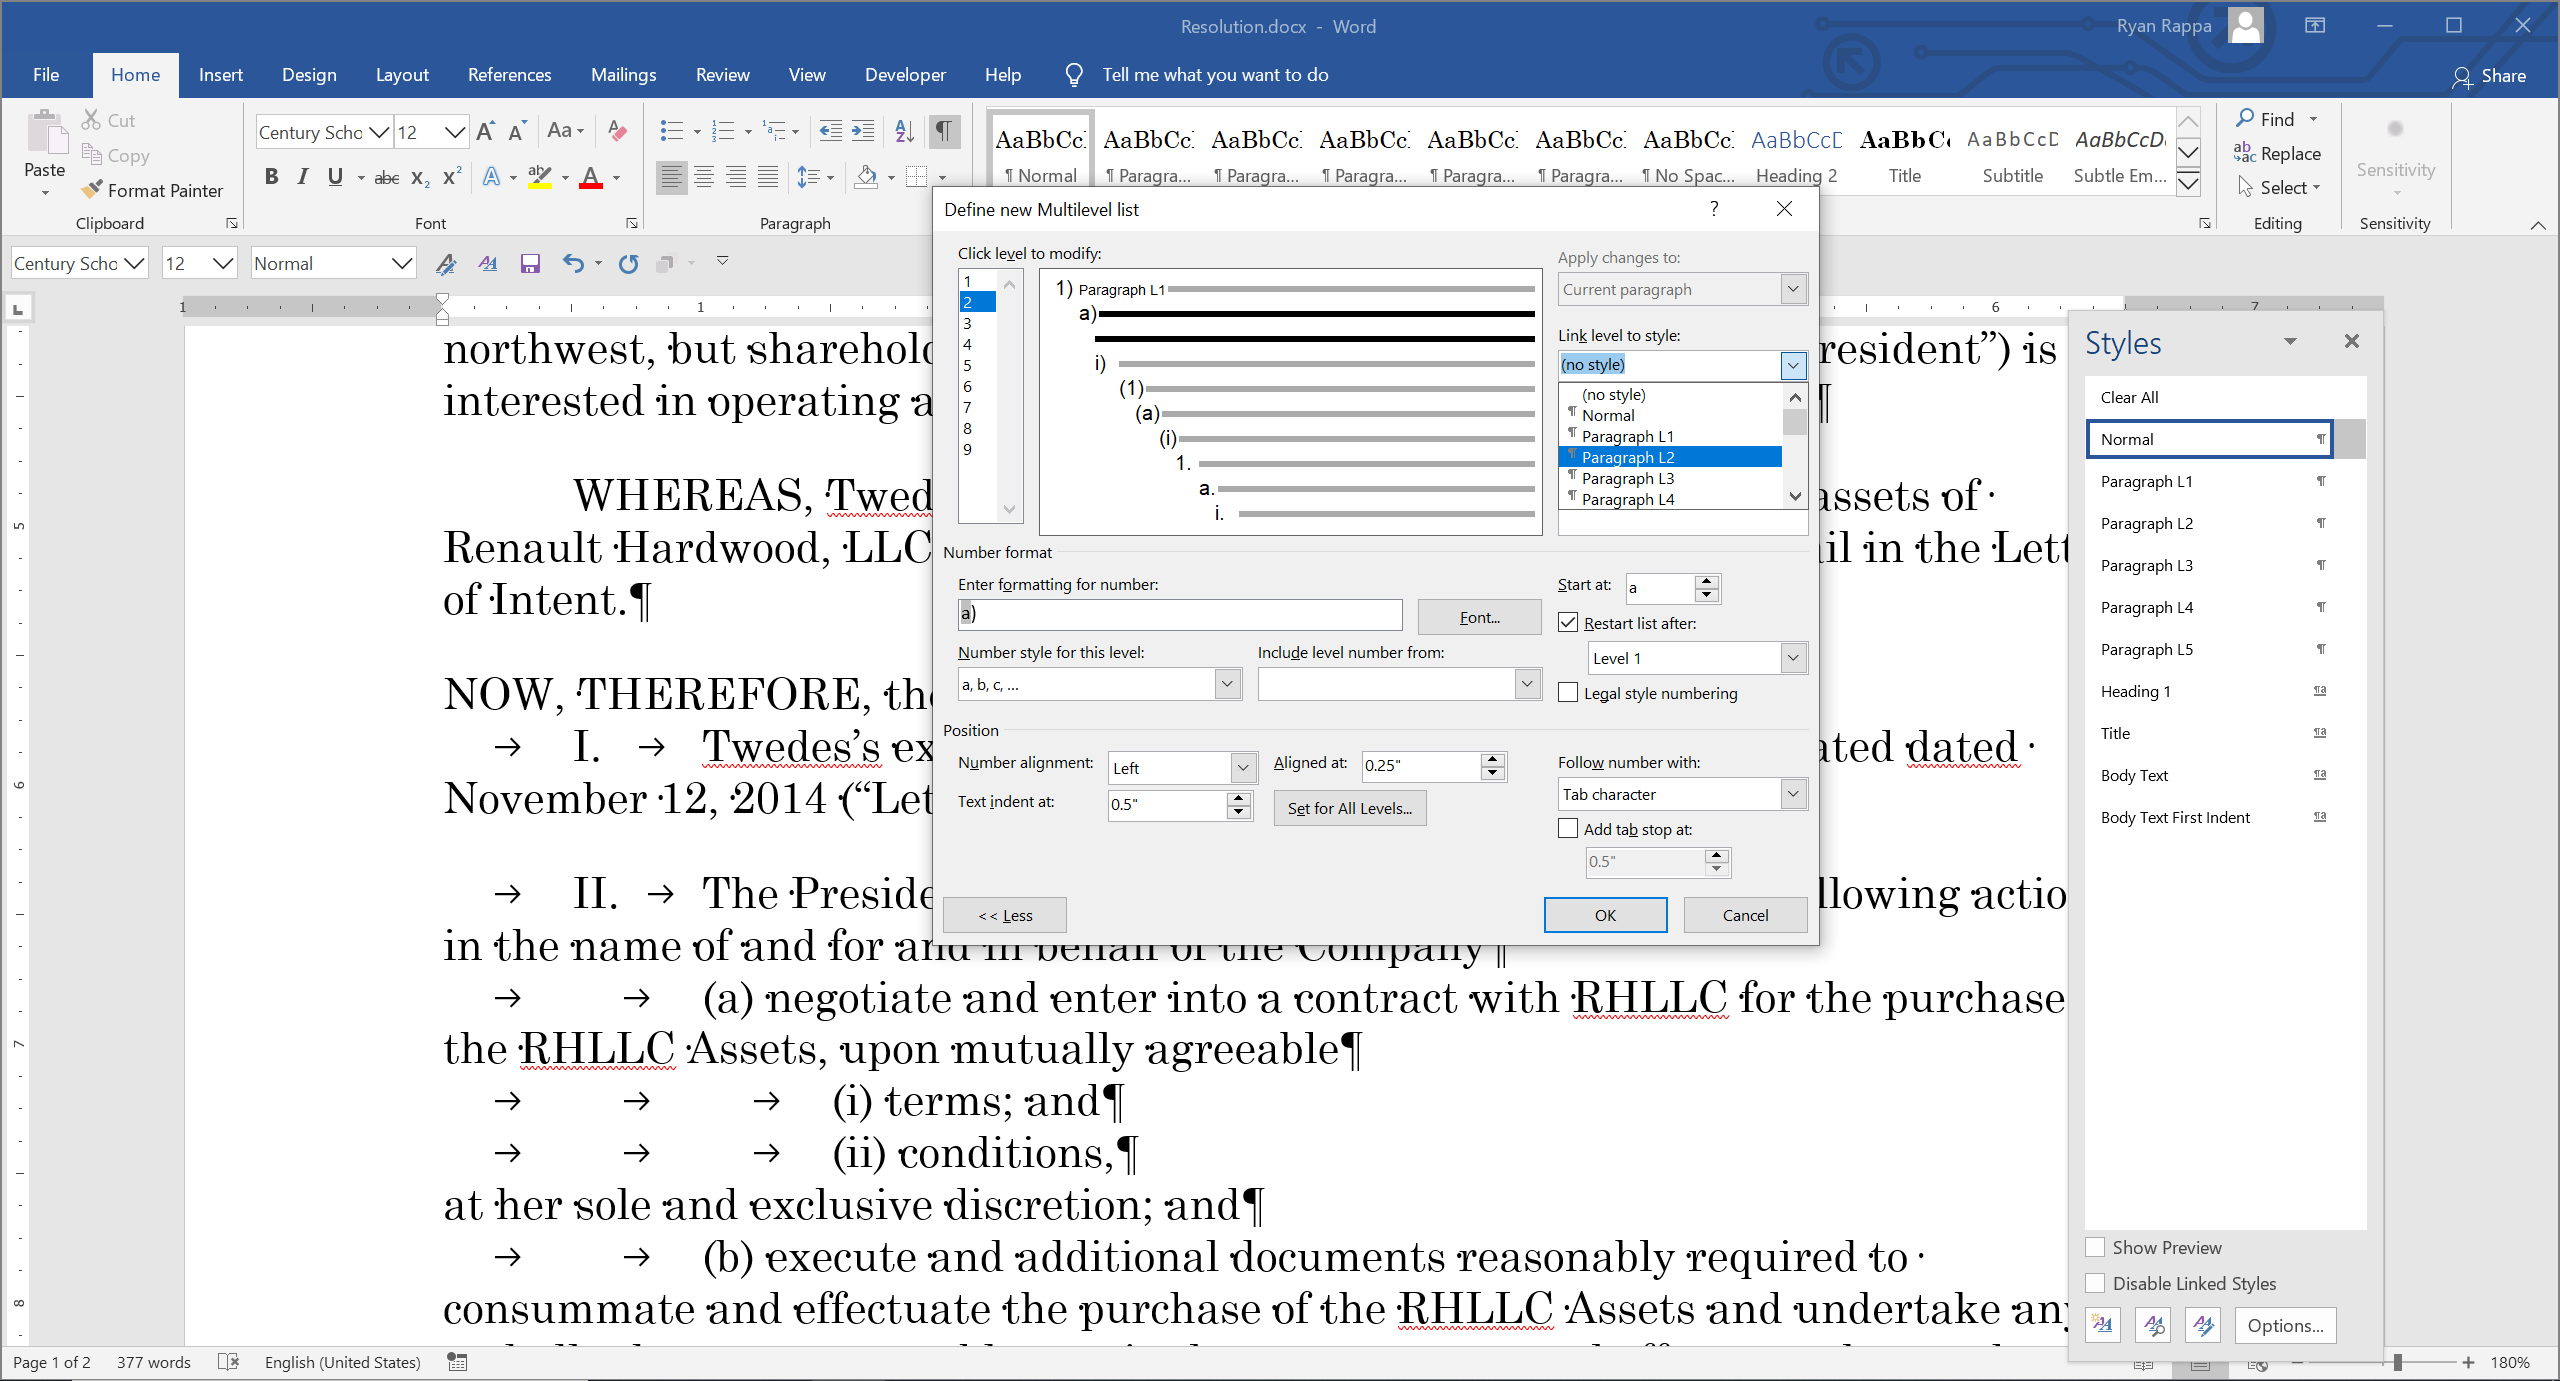 Resolution.docx - Word
Ryan Rappa
File Home Insert Design Layout References Mailings Review View Developer Help Tell me what you want to do
Share
Paste
Cut
Copy
Format Painter
Clipboard
Century Scho 12
Font
Paragraph
AaBbCc AaBbCc AaBbCc AaBbCc AaBbCc AaBbCc AaBbCc AaBbCcD AaBbCc AaBbCcD AaBbCcD
¶ Normal ¶ Paragra... ¶ Paragra... ¶ Paragra... ¶ Paragra... ¶ Paragra... ¶ No Spac... Heading 2 Title Subtitle Subtle Em...
Find
Replace
Select
Editing
Sensitivity
Sensitivity
Century Scho 12 Normal
1 1 6 7
northwest, but sharehol
resident”) is
interested in operating a
¶
WHEREAS, Twed
assets of
Renault Hardwood, LLC
il in the Lett
of Intent.¶
NOW, THEREFORE, th
I. Twedes’s ex
ated dated
November 12, 2014 (“Let
II. The Preside
llowing actio
in the name of and for and in behalf of the Company¶
(a) negotiate and enter into a contract with RHLLC for the purchase
the RHLLC Assets, upon mutually agreeable¶
(i) terms; and¶
(ii) conditions,¶
at her sole and exclusive discretion; and¶
(b) execute and additional documents reasonably required to
consummate and effectuate the purchase of the RHLLC Assets and undertake any
5
6
7
8
Define new Multilevel list
?
Click level to modify:
1
2
3
4
5
6
7
8
9
1) Paragraph L1
a)
i)
(1)
(a)
(i)
1.
a.
i.
Apply changes to:
Current paragraph
Link level to style:
(no style)
(no style)
¶ Normal
¶ Paragraph L1
¶ Paragraph L2
¶ Paragraph L3
¶ Paragraph L4
Number format
Enter formatting for number:
a)
Font...
Start at: a
Restart list after:
Level 1
Number style for this level:
a, b, c, ...
Include level number from:
Legal style numbering
Position
Number alignment: Left
Aligned at: 0.25"
Text indent at: 0.5"
Set for All Levels...
Follow number with:
Tab character
Add tab stop at:
0.5"
<< Less
OK
Cancel
Styles
Clear All
Normal ¶
Paragraph L1 ¶
Paragraph L2 ¶
Paragraph L3 ¶
Paragraph L4 ¶
Paragraph L5 ¶
Heading 1 ¶a
Title ¶a
Body Text ¶a
Body Text First Indent ¶a
Show Preview
Disable Linked Styles
Options...
Page 1 of 2 377 words English (United States)
180%